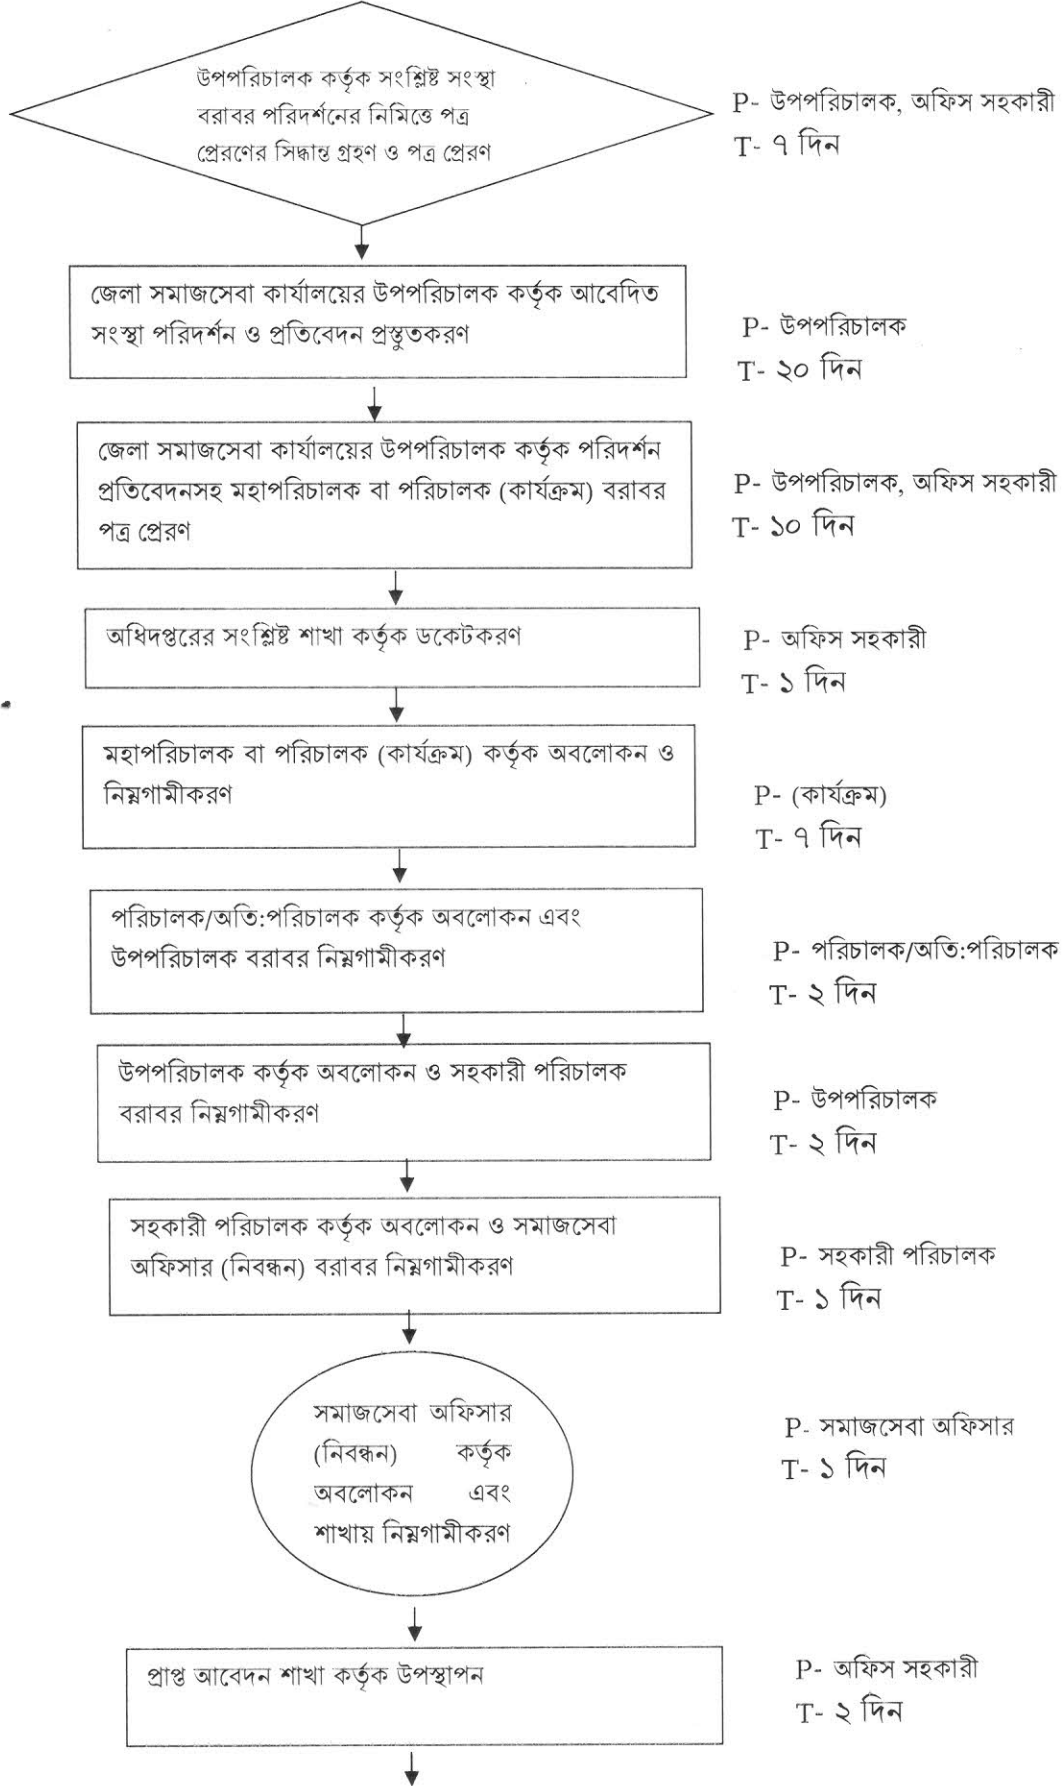 উপপরিচালক কর্তৃক সংশ্লিষ্ট সংস্থা
বরাবর পরিদর্শনের নিমিত্তে পত্র
প্রেরণের সিদ্ধান্ত গ্রহণ ও পত্র প্রেরণ
P- উপপরিচালক, অফিস সহকারী
T- ৭ দিন
জেলা সমাজসেবা কার্যালয়ের উপপরিচালক কর্তৃক আবেদিত
সংস্থা পরিদর্শন ও প্রতিবেদন প্রস্তুতকরণ
P- উপপরিচালক
T- ২০ দিন
জেলা সমাজসেবা কার্যালয়ের উপপরিচালক কর্তৃক পরিদর্শন
প্রতিবেদনসহ মহাপরিচালক বা পরিচালক (কার্যক্রম) বরাবর
পত্র প্রেরণ
P- উপপরিচালক, অফিস সহকারী
T- ১০ দিন
অধিদপ্তরের সংশ্লিষ্ট শাখা কর্তৃক ডকেটকরণ
P- অফিস সহকারী
T- ১ দিন
মহাপরিচালক বা পরিচালক (কার্যক্রম) কর্তৃক অবলোকন ও
নিম্নগামীকরণ
P- (কার্যক্রম)
T- ৭ দিন
পরিচালক/অতি:পরিচালক কর্তৃক অবলোকন এবং
উপপরিচালক বরাবর নিম্নগামীকরণ
P- পরিচালক/অতি:পরিচালক
T- ২ দিন
উপপরিচালক কর্তৃক অবলোকন ও সহকারী পরিচালক
বরাবর নিম্নগামীকরণ
P- উপপরিচালক
T- ২ দিন
সহকারী পরিচালক কর্তৃক অবলোকন ও সমাজসেবা
অফিসার (নিবন্ধন) বরাবর নিম্নগামীকরণ
P- সহকারী পরিচালক
T- ১ দিন
সমাজসেবা অফিসার
(নিবন্ধন) কর্তৃক
অবলোকন এবং
শাখায় নিম্নগামীকরণ
P- সমাজসেবা অফিসার
T- ১ দিন
প্রাপ্ত আবেদন শাখা কর্তৃক উপস্থাপন
P- অফিস সহকারী
T- ২ দিন